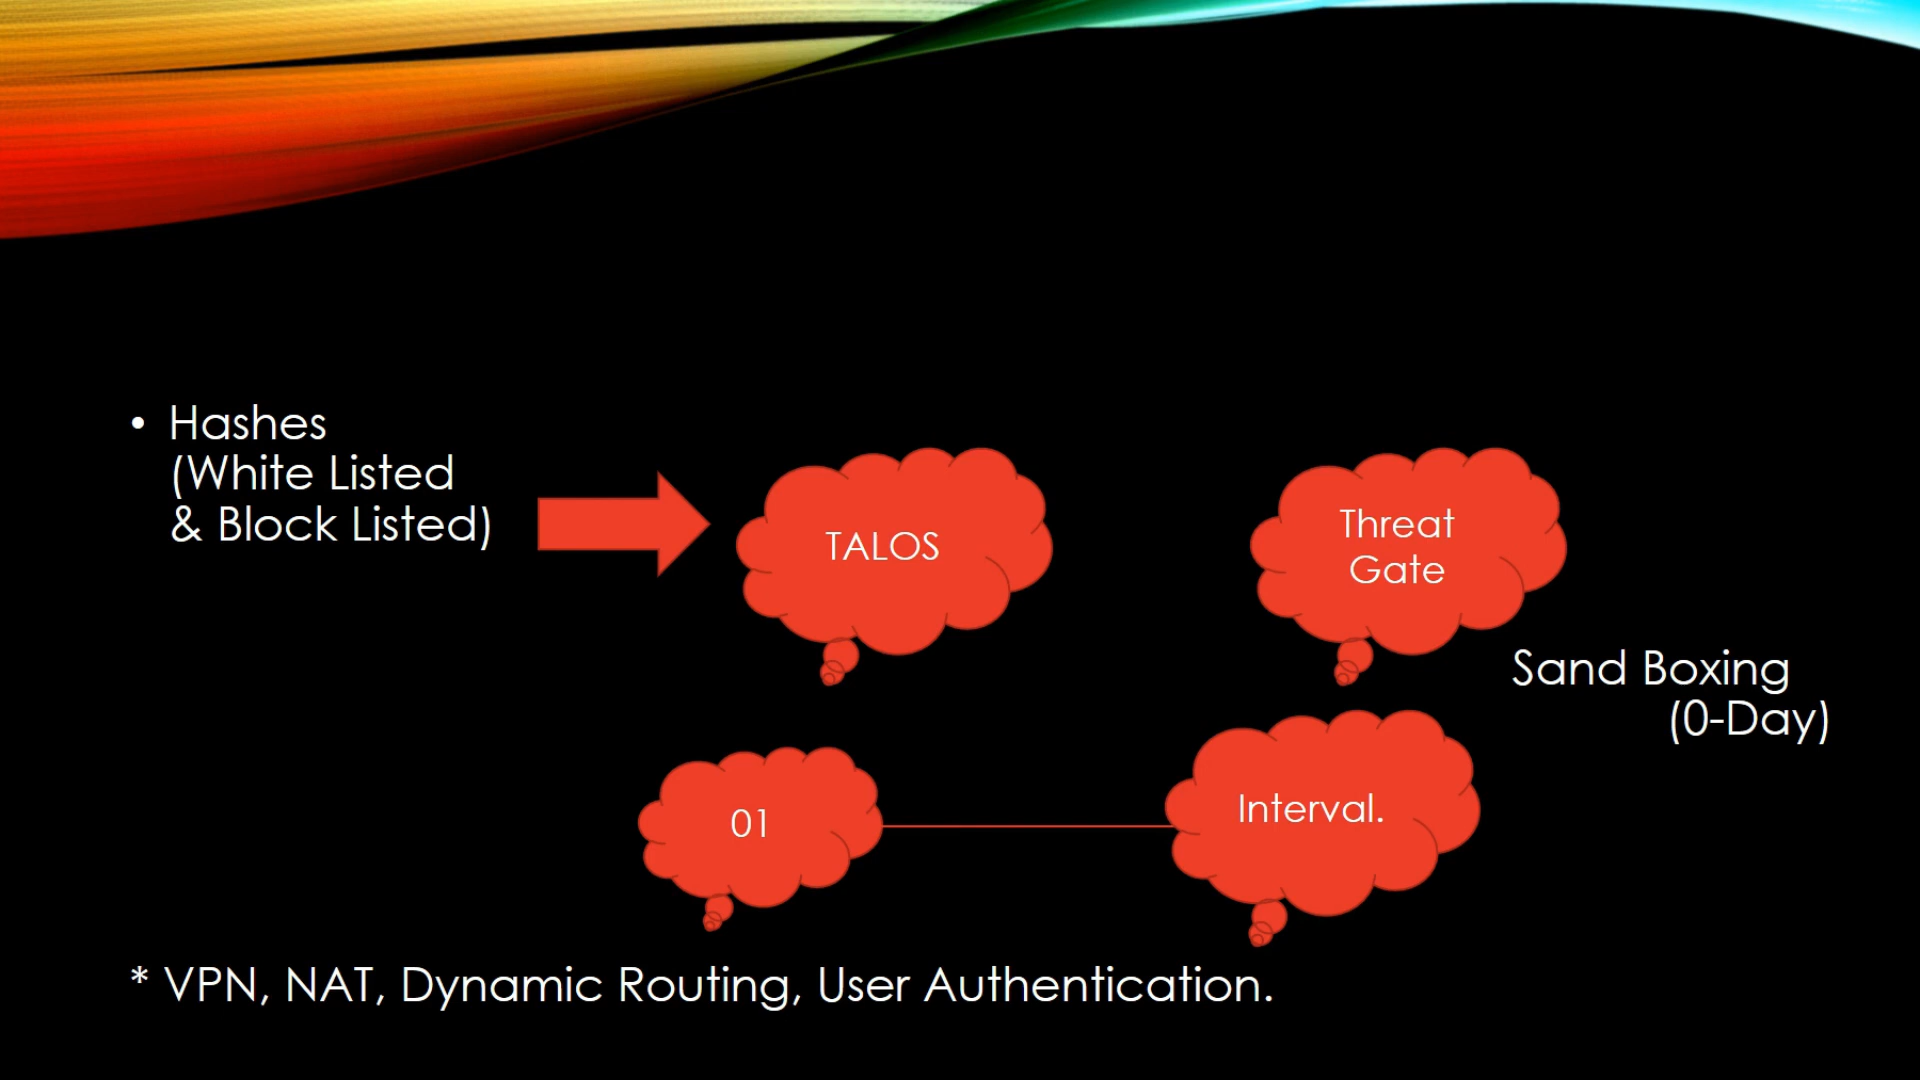 • Hashes
(White Listed
& Block Listed)
TALOS
Threat
Gate
Sand Boxing
(0-Day)
01
Interval.
* VPN, NAT, Dynamic Routing, User Authentication.